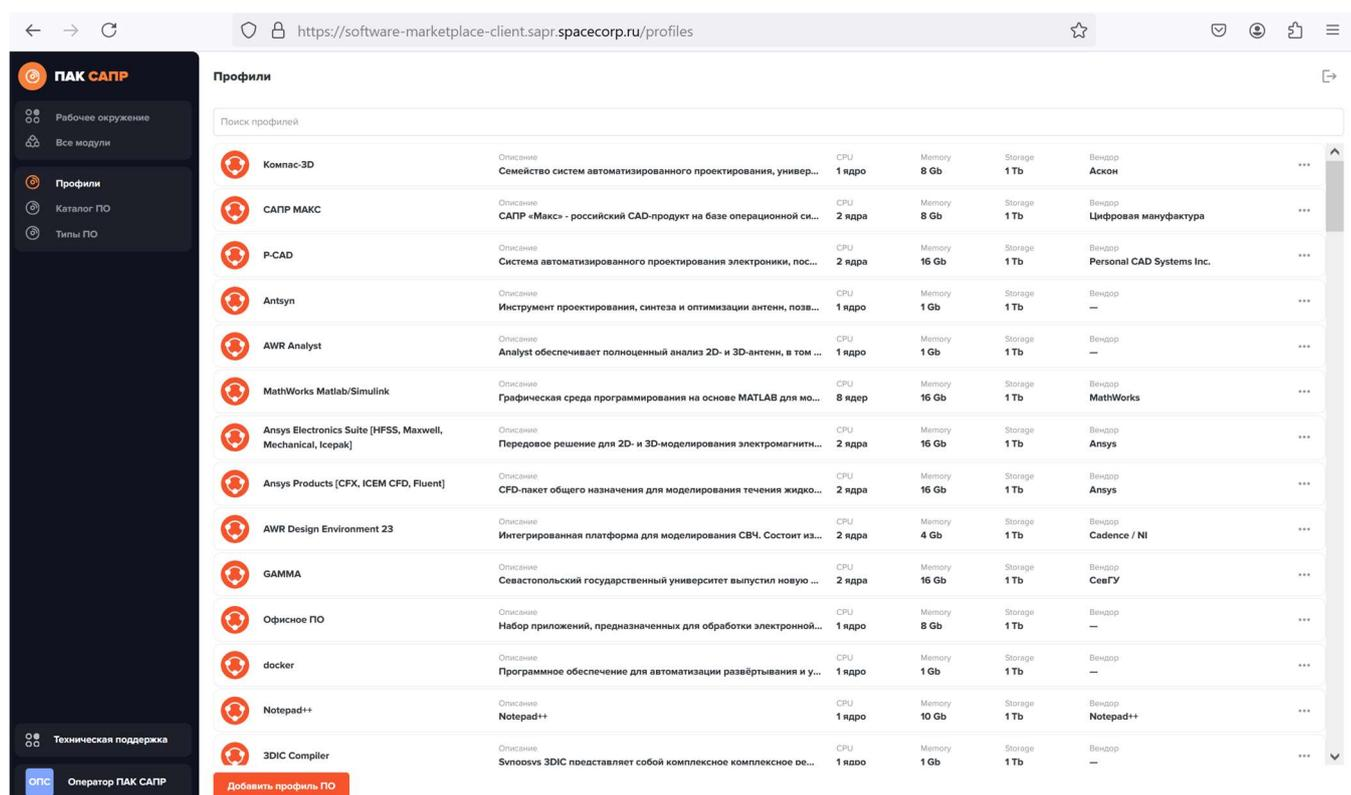 https://software-marketplace-client.sapr.spacecorp.ru/profiles
ПАК САПР
Рабочее окружение
Все модули
Профили
Каталог ПО
Типы ПО
Техническая поддержка
ОПС Оператор ПАК САПР
Профили
Поиск профилей
Компас-3D
Описание CPU Memory Storage Вендор
Семейство систем автоматизированного проектирования, универ... 1 ядро 8 Gb 1 Tb Аскон
САПР МАКС
Описание CPU Memory Storage Вендор
САПР «Макс» - российский CAD-продукт на базе операционной си... 2 ядра 8 Gb 1 Tb Цифровая мануфактура
P-CAD
Описание CPU Memory Storage Вендор
Система автоматизированного проектирования электроники, пос... 2 ядра 16 Gb 1 Tb Personal CAD Systems Inc.
Antsyn
Описание CPU Memory Storage Вендор
Инструмент проектирования, синтеза и оптимизации антенн, позв... 1 ядро 1 Gb 1 Tb —
AWR Analyst
Описание CPU Memory Storage Вендор
Analyst обеспечивает полноценный анализ 2D- и 3D-антенн, в том ... 1 ядро 1 Gb 1 Tb —
MathWorks Matlab/Simulink
Описание CPU Memory Storage Вендор
Графическая среда программирования на основе MATLAB для мо... 8 ядер 16 Gb 1 Tb MathWorks
Ansys Electronics Suite [HFSS, Maxwell,
Mechanical, Icepak]
Описание CPU Memory Storage Вендор
Передовое решение для 2D- и 3D-моделирования электромагнитн... 2 ядра 16 Gb 1 Tb Ansys
Ansys Products [CFX, ICEM CFD, Fluent]
Описание CPU Memory Storage Вендор
CFD-пакет общего назначения для моделирования течения жидко... 2 ядра 16 Gb 1 Tb Ansys
AWR Design Environment 23
Описание CPU Memory Storage Вендор
Интегрированная платформа для моделирования СВЧ. Состоит из... 2 ядра 4 Gb 1 Tb Cadence / NI
GAMMA
Описание CPU Memory Storage Вендор
Севастопольский государственный университет выпустил новую ... 2 ядра 16 Gb 1 Tb СевГУ
Офисное ПО
Описание CPU Memory Storage Вендор
Набор приложений, предназначенных для обработки электронной... 1 ядро 8 Gb 1 Tb —
docker
Описание CPU Memory Storage Вендор
Программное обеспечение для автоматизации развёртывания и у... 1 ядро 1 Gb 1 Tb —
Notepad++
Описание CPU Memory Storage Вендор
Notepad++ 1 ядро 10 Gb 1 Tb Notepad++
3DIC Compiler
Описание CPU Memory Storage Вендор
Synopsys 3DIC представляет собой комплексное комплексное ре... 1 ядро 1 Gb 1 Tb —
Добавить профиль ПО